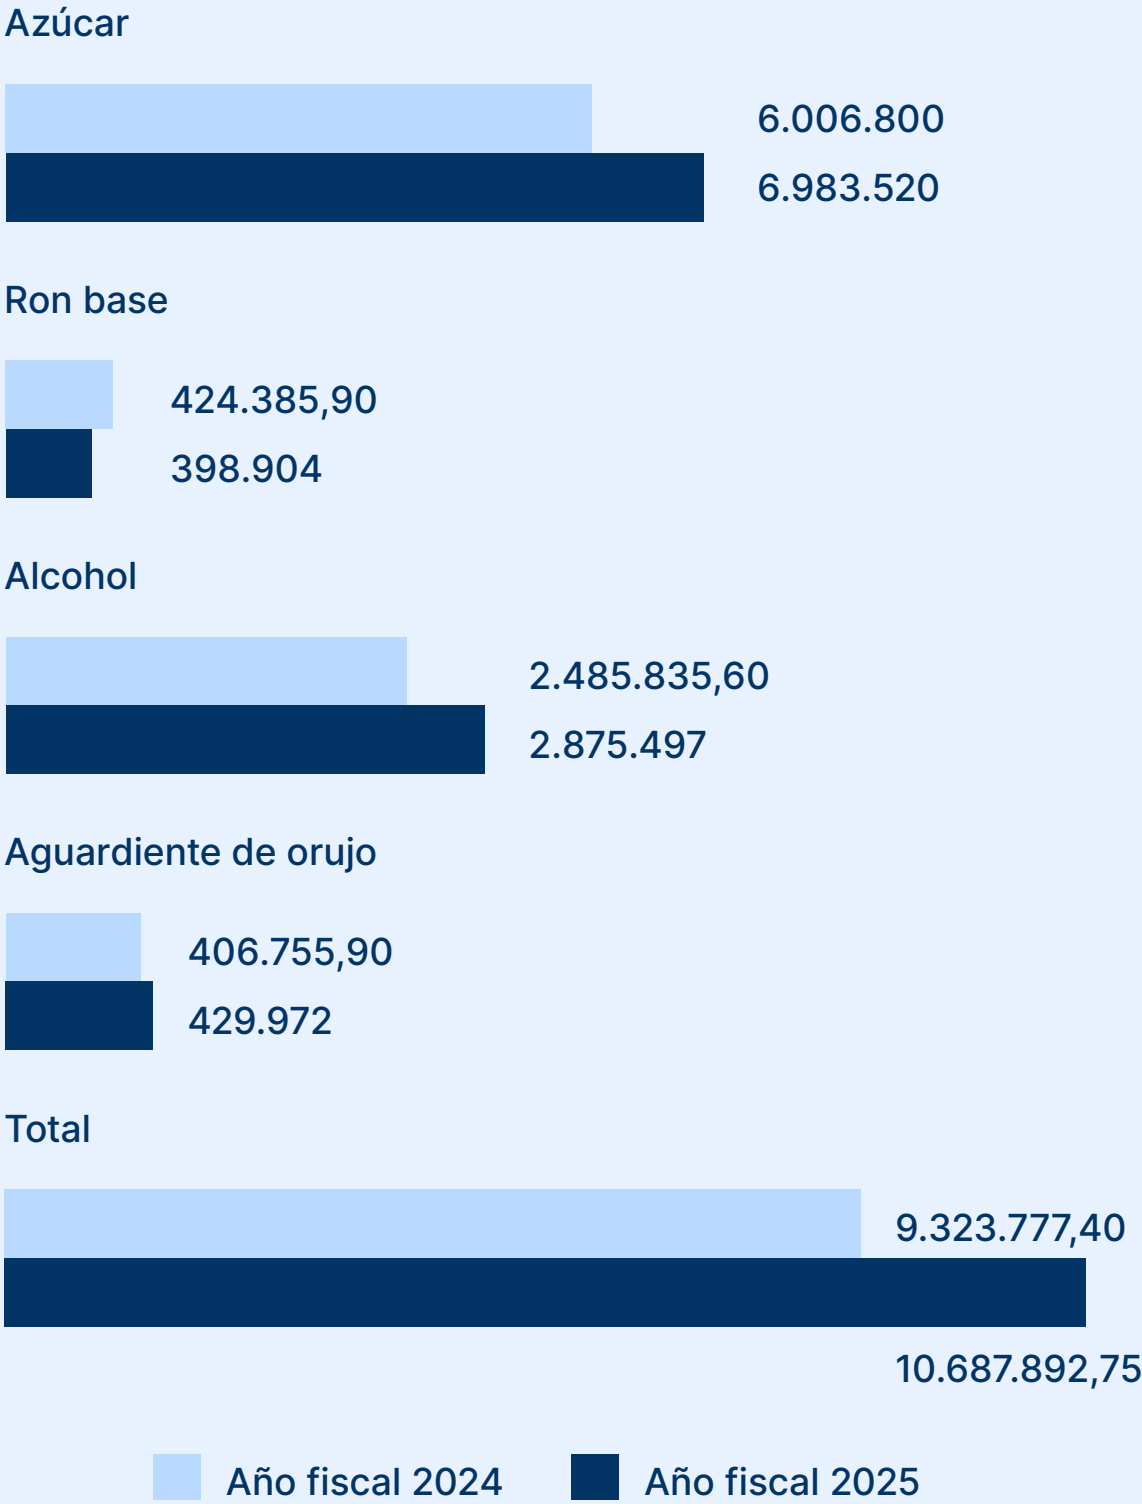 Azúcar
6.006.800
6.983.520
Ron base
424.385,90
398.904
Alcohol
2.485.835,60
2.875.497
Aguardiente de orujo
406.755,90
429.972
Total
9.323.777,40
10.687.892,75
Año fiscal 2024 Año fiscal 2025